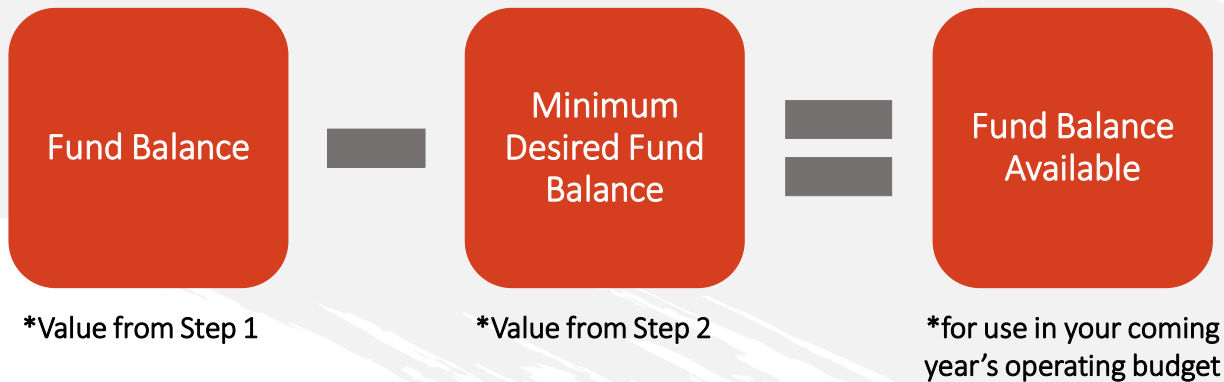 Fund Balance
Minimum
Desired Fund
Balance
Fund Balance
Available
*Value from Step 1
*Value from Step 2
*for use in your coming
year’s operating budget